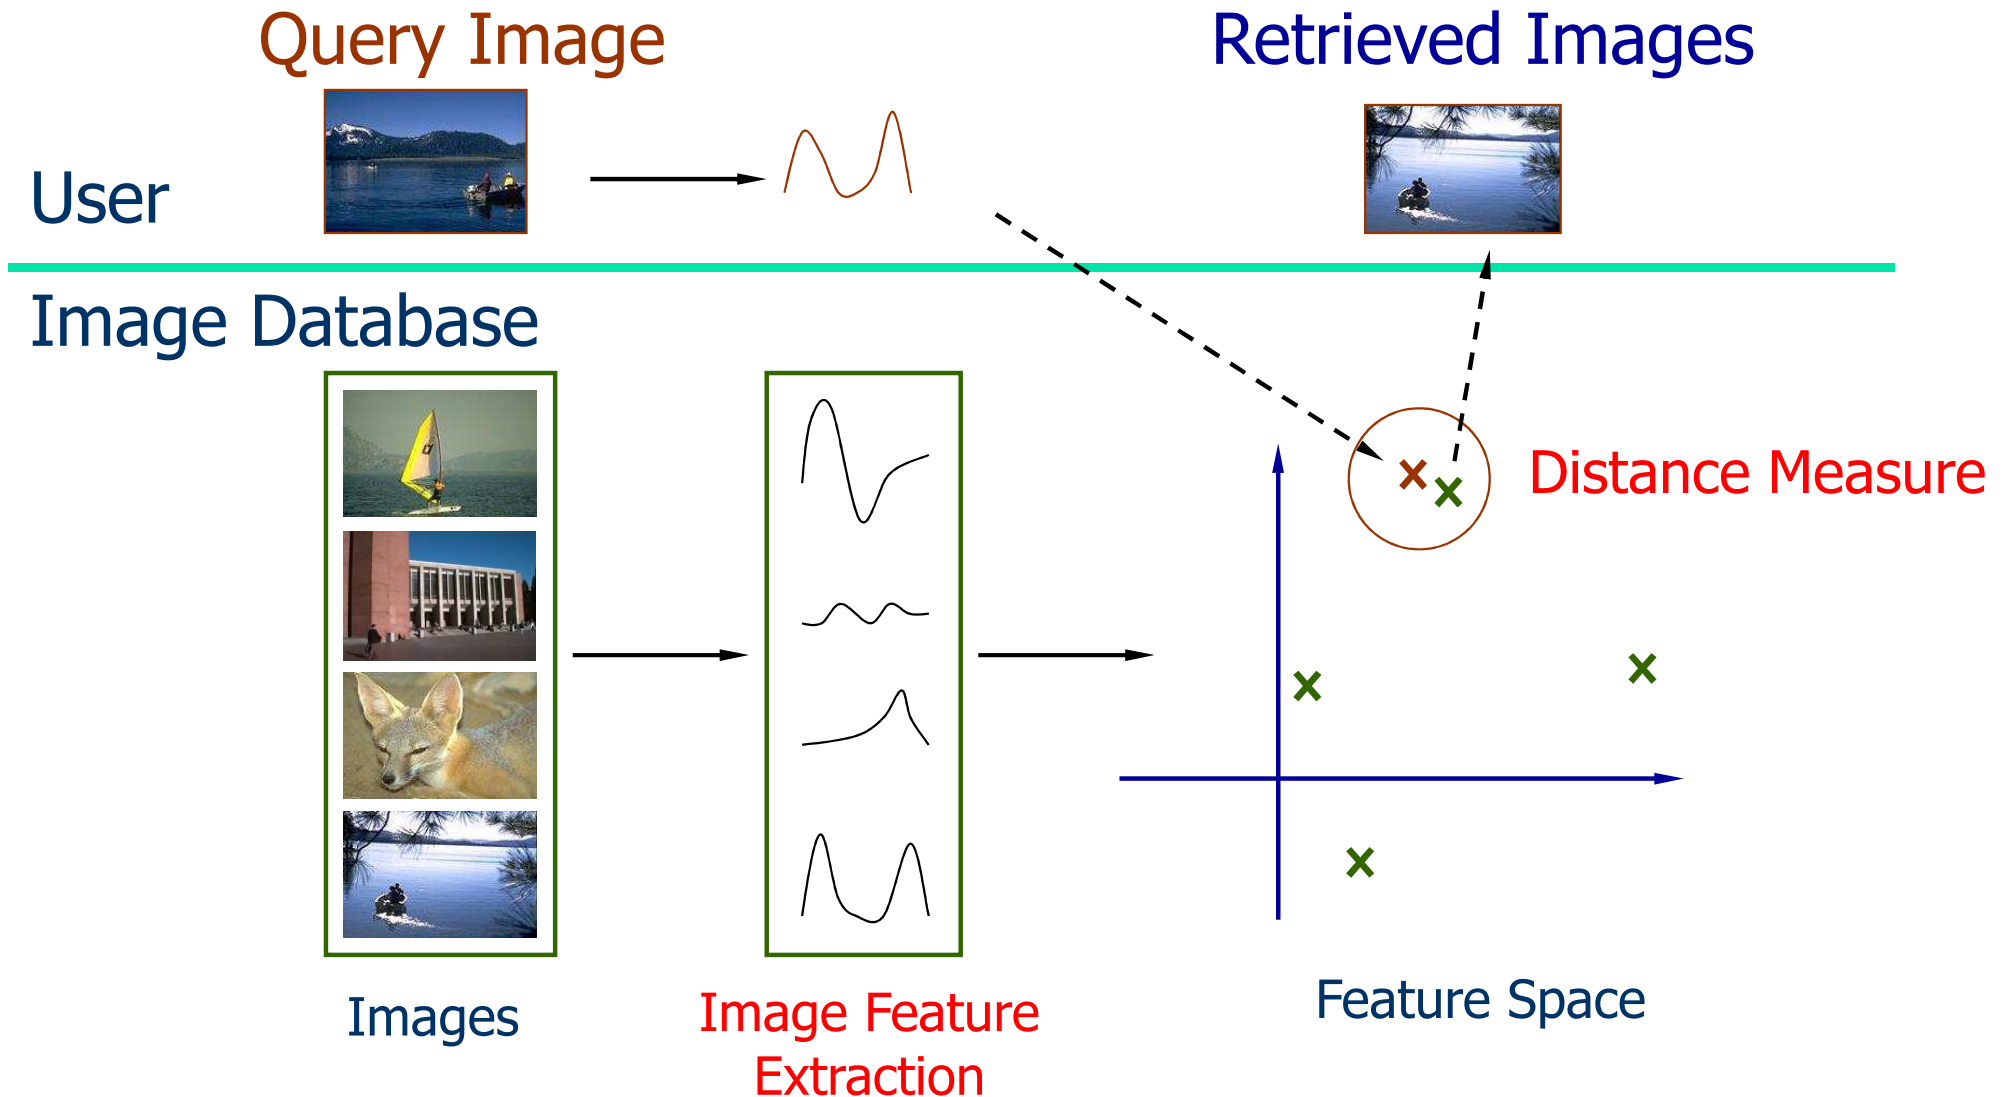 Query Image
Retrieved Images
User
Image Database
Distance Measure
Images
Image Feature
Extraction
Feature Space